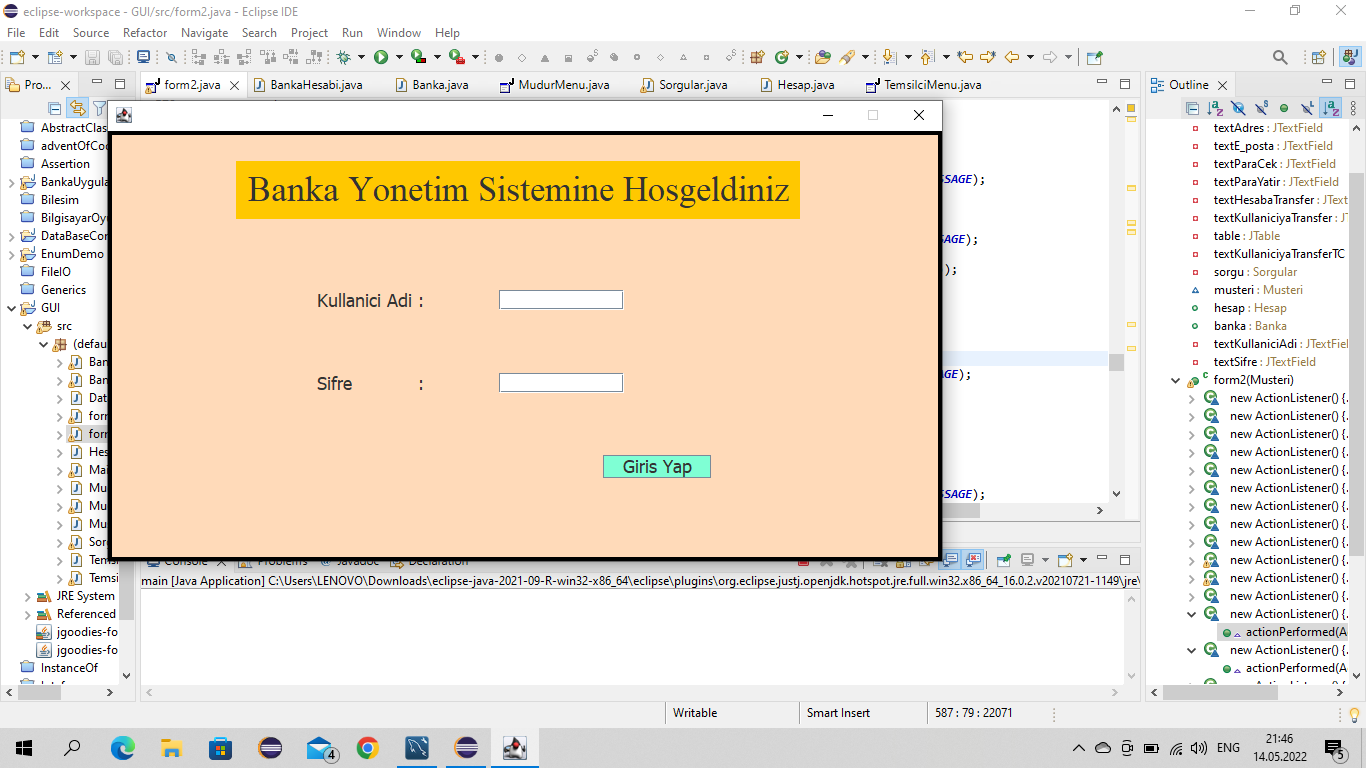 eclipse-workspace - GUI/src/form2.java - Eclipse IDE
File Edit Source Refactor Navigate Search Project Run Window Help
Pro... form2.java BankaHesabi.java Banka.java MudurMenu.java Sorgular.java Hesap.java TemsilciMenu.java Outline
AbstractClas
adventOfCo
Assertion
BankaUygula
Bilesim
BilgisayarOyu
DataBaseCon
EnumDemo
FileIO
Generics
GUI
src
(defau
Ban
Ban
Dat
for
for
Hes
Mai
Mu
Mu
Mu
Sor
Tems
Temsi
JRE System
Referenced
jgoodies-fo
jgoodies-fo
InstanceOf
Banka Yonetim Sistemine Hosgeldiniz
Kullanici Adi :
Sifre :
Giris Yap
SAGE);
AGE);
);
GE);
SAGE);
textAdres : JTextField
textE_posta : JTextField
textParaCek : JTextField
textParaYatir : JTextField
textHesabaTransfer : JText
textKullaniciyaTransfer : J
table : JTable
textKullaniciyaTransferTC
sorgu : Sorgular
musteri : Musteri
hesap : Hesap
banka : Banka
textKullaniciAdi : JTextFiel
textSifre : JTextField
form2(Musteri)
new ActionListener() {.
new ActionListener() {.
new ActionListener() {.
new ActionListener() {.
new ActionListener() {.
new ActionListener() {.
new ActionListener() {.
new ActionListener() {.
new ActionListener() {.
new ActionListener() {.
new ActionListener() {.
new ActionListener() {.
new ActionListener() {.
actionPerformed(A
new ActionListener() {.
actionPerformed(A
Console Problems Javadoc Declaration
main [Java Application] C:\Users\LENOVO\Downloads\eclipse-java-2021-09-R-win32-x86_64\eclipse\plugins\org.eclipse.justj.openjdk.hotspot.jre.full.win32.x86_64_16.0.2.v20210721-1149\jre\
Writable Smart Insert 587 : 79 : 22071
4 ENG 21:46
14.05.2022 5